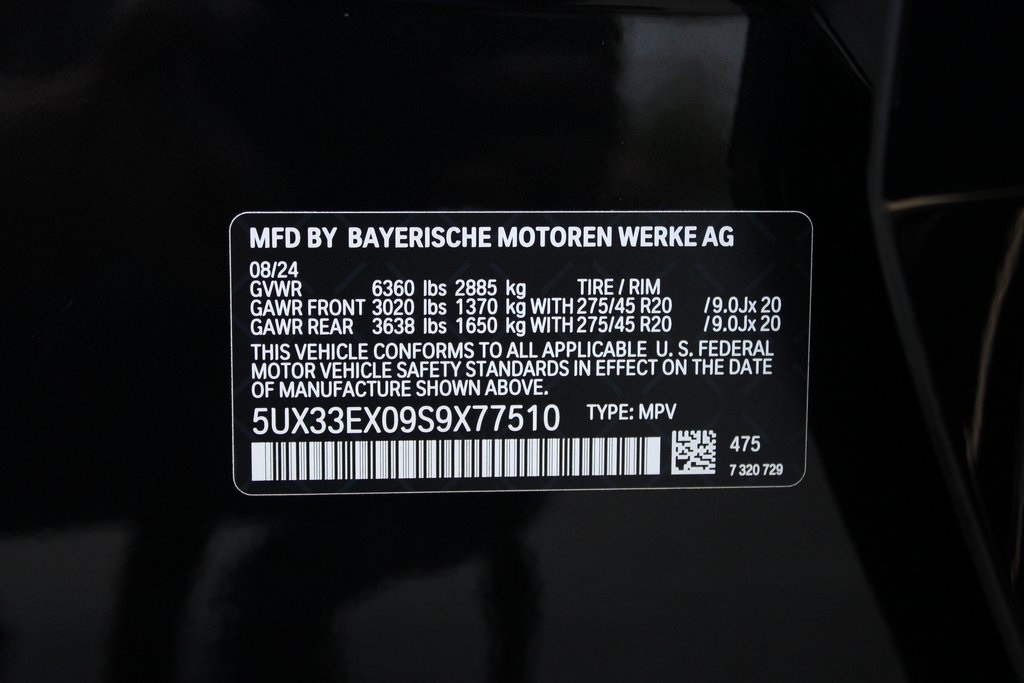 MFD BY BAYERISCHE MOTOREN WERKE AG
08/24
GVWR 6360 lbs 2885 kg TIRE / RIM
GAWR FRONT 3020 lbs 1370 kg WITH 275/45 R20 /9.0Jx 20
GAWR REAR 3638 lbs 1650 kg WITH 275/45 R20 /9.0Jx 20
THIS VEHICLE CONFORMS TO ALL APPLICABLE U. S. FEDERAL
MOTOR VEHICLE SAFETY STANDARDS IN EFFECT ON THE DATE
OF MANUFACTURE SHOWN ABOVE.
5UX33EX09S9X77510 TYPE: MPV
475
7 320 729